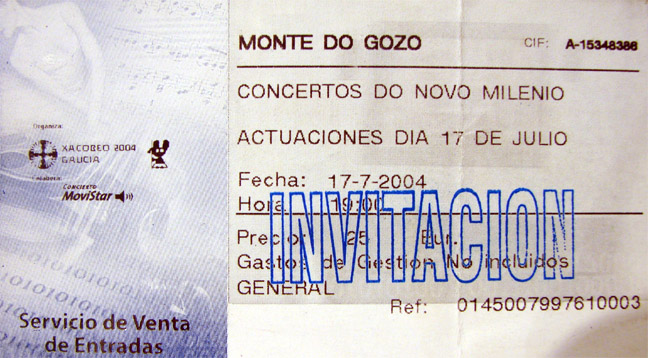 Organiza:
XACOBEO 2004
GALICIA
CONCIERTO
MoviStar
Servicio de Venta
de Entradas
MONTE DO GOZO CIF: A-15348386
CONCERTOS DO NOVO MILENIO
ACTUACIONES DIA 17 DE JULIO
Fecha: 17-7-2004
Hora: 19:00
INVITACION
Precio 25 Eur.
Gastos de Gestion No incluidos
GENERAL
Ref: 0145007997610003